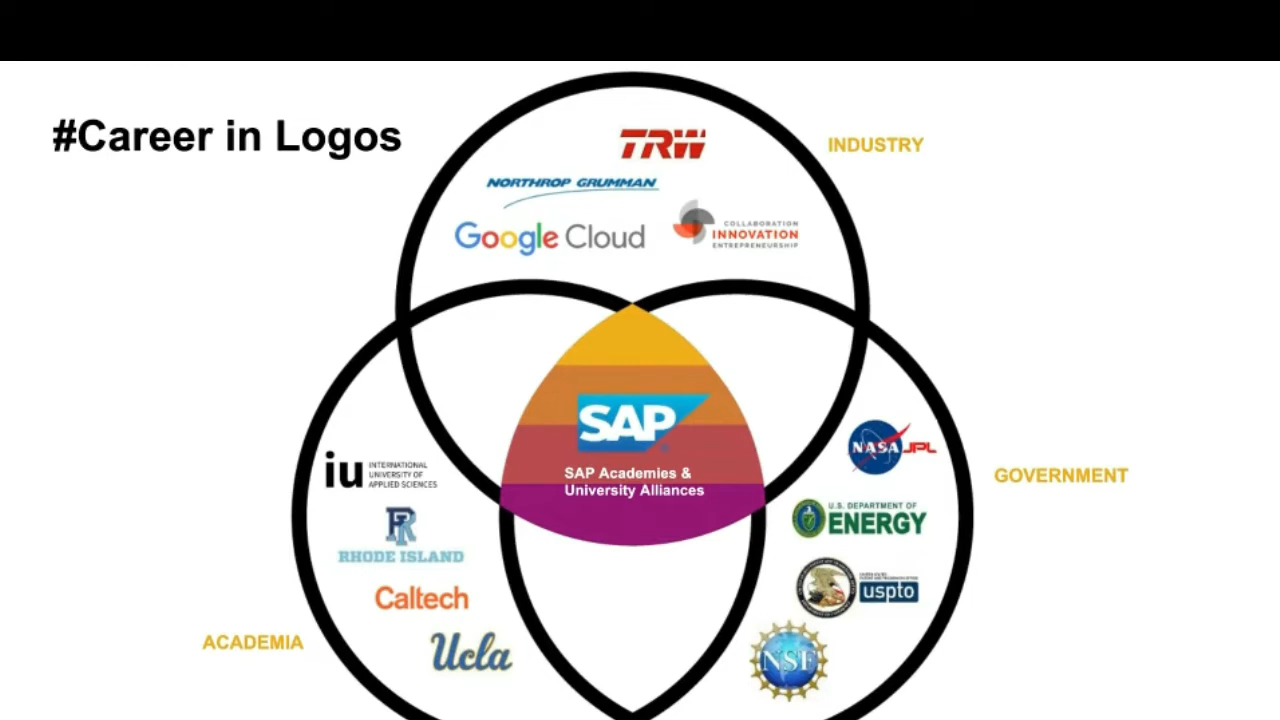 #Career in Logos
TRW
INDUSTRY
NORTHROP GRUMMAN
Google Cloud
COLLABORATION
INNOVATION
ENTREPRENEURSHIP
SAP
SAP Academies &
University Alliances
iu INTERNATIONAL
UNIVERSITY OF
APPLIED SCIENCES
R
RHODE ISLAND
Caltech
Ucla
ACADEMIA
NASA JPL
GOVERNMENT
U.S. DEPARTMENT OF
ENERGY
uspto
NSF